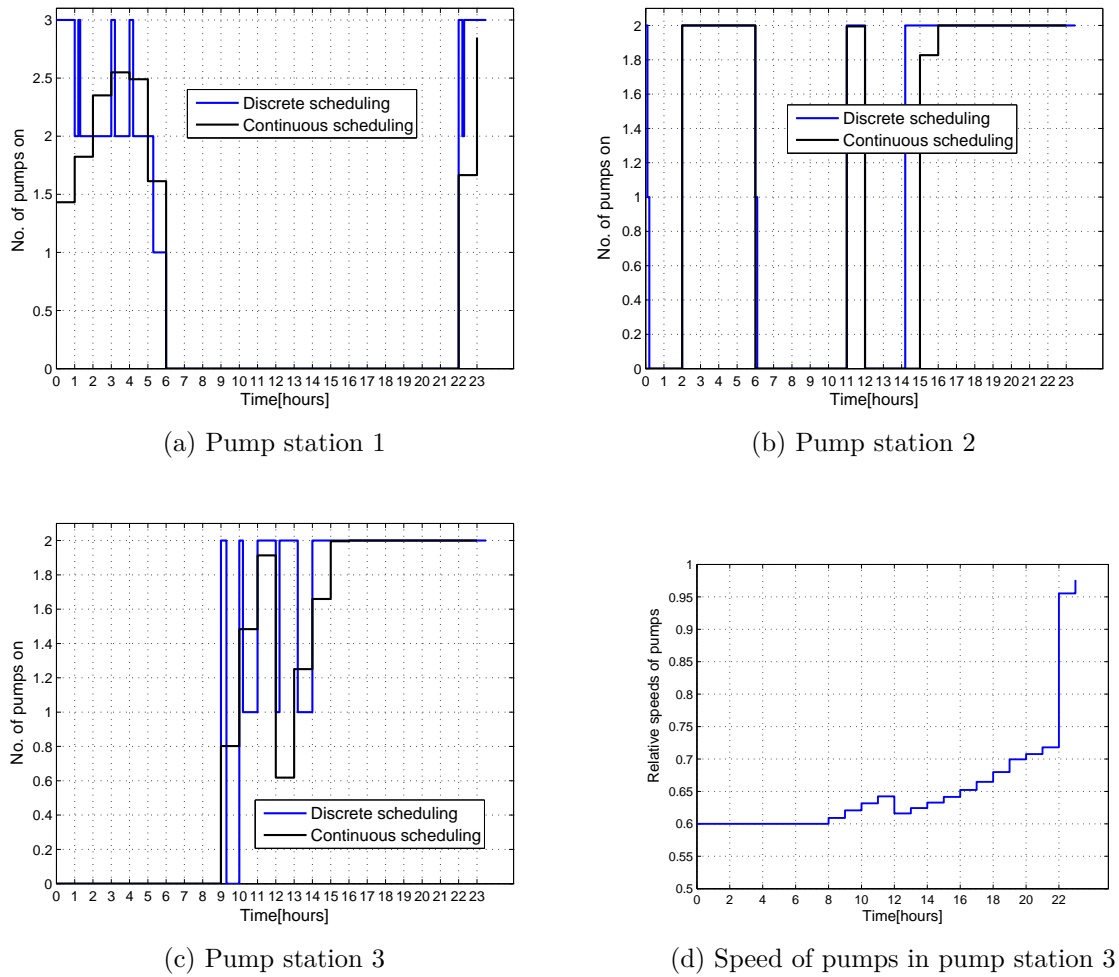 3
2.5
2
1.5
1
0.5
0
No. of pumps on
Discrete scheduling
Continuous scheduling
0 1 2 3 4 5 6 7 8 9 10 11 12 13 14 15 16 17 18 19 20 21 22 23
Time[hours]
(a) Pump station 1
2
1.8
1.6
1.4
1.2
1
0.8
0.6
0.4
0.2
0
No. of pumps on
Discrete scheduling
Continuous scheduling
0 1 2 3 4 5 6 7 8 9 10 11 12 13 14 15 16 17 18 19 20 21 22 23
Time[hours]
(b) Pump station 2
2
1.8
1.6
1.4
1.2
1
0.8
0.6
0.4
0.2
0
No. of pumps on
Discrete scheduling
Continuous scheduling
0 1 2 3 4 5 6 7 8 9 10 11 12 13 14 15 16 17 18 19 20 21 22 23
Time[hours]
(c) Pump station 3
1
0.95
0.9
0.85
0.8
0.75
0.7
0.65
0.6
0.55
0.5
Relative speeds of pumps
0 2 4 6 8 10 12 14 16 18 20 22
Time[hours]
(d) Speed of pumps in pump station 3